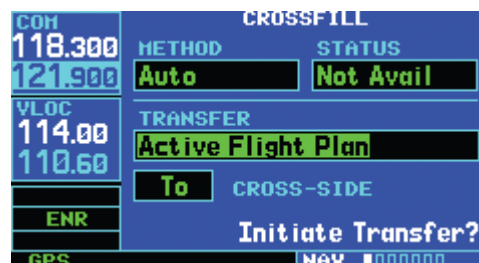 COM
118.300
121.900
VLOC
114.00
110.60
ENR
GPS
CROSSFILL
METHOD STATUS
Auto Not Avail
TRANSFER
Active Flight Plan
To CROSS-SIDE
Initiate Transfer?
NAV